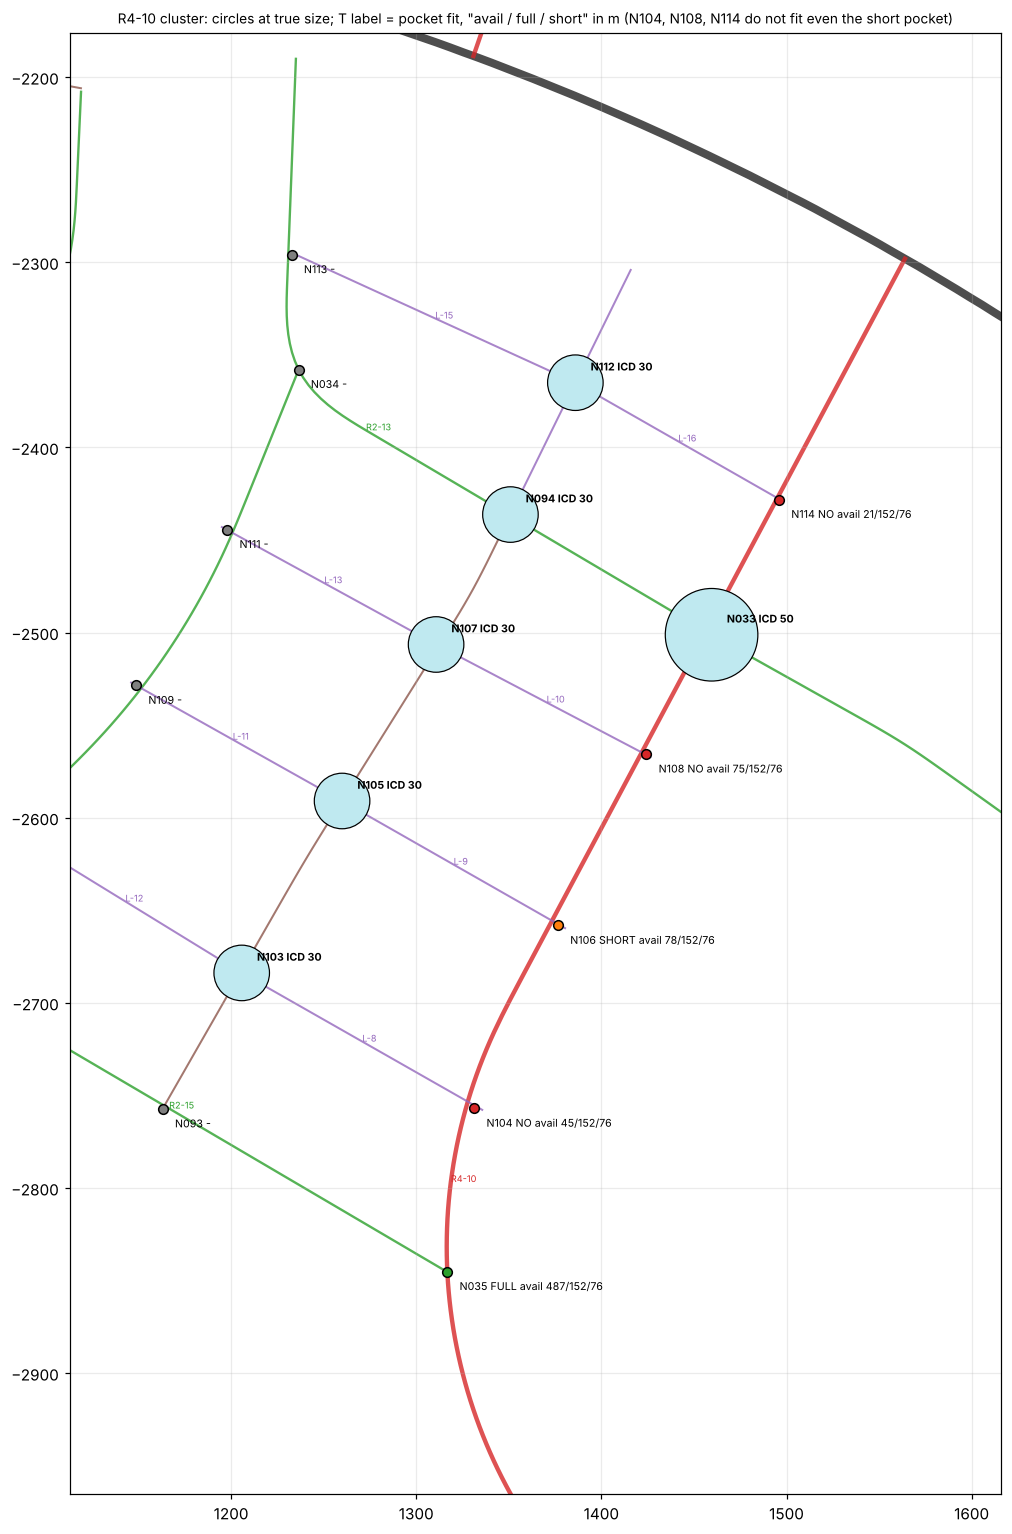 R4-10 cluster: circles at true size; T label = pocket fit, "avail / full / short" in m (N104, N108, N114 do not fit even the short pocket)
−2200
−2300
−2400
−2500
−2600
−2700
−2800
−2900
1200
1300
1400
1500
1600
N113 -
L-15
N112 ICD 30
N034 -
R2-13
L-16
N094 ICD 30
N114 NO avail 21/152/76
N111 -
L-13
N107 ICD 30
N033 ICD 50
N109 -
L-10
L-11
N108 NO avail 75/152/76
N105 ICD 30
L-9
L-12
N106 SHORT avail 78/152/76
N103 ICD 30
L-8
R2-15
N093 -
N104 NO avail 45/152/76
R4-10
N035 FULL avail 487/152/76